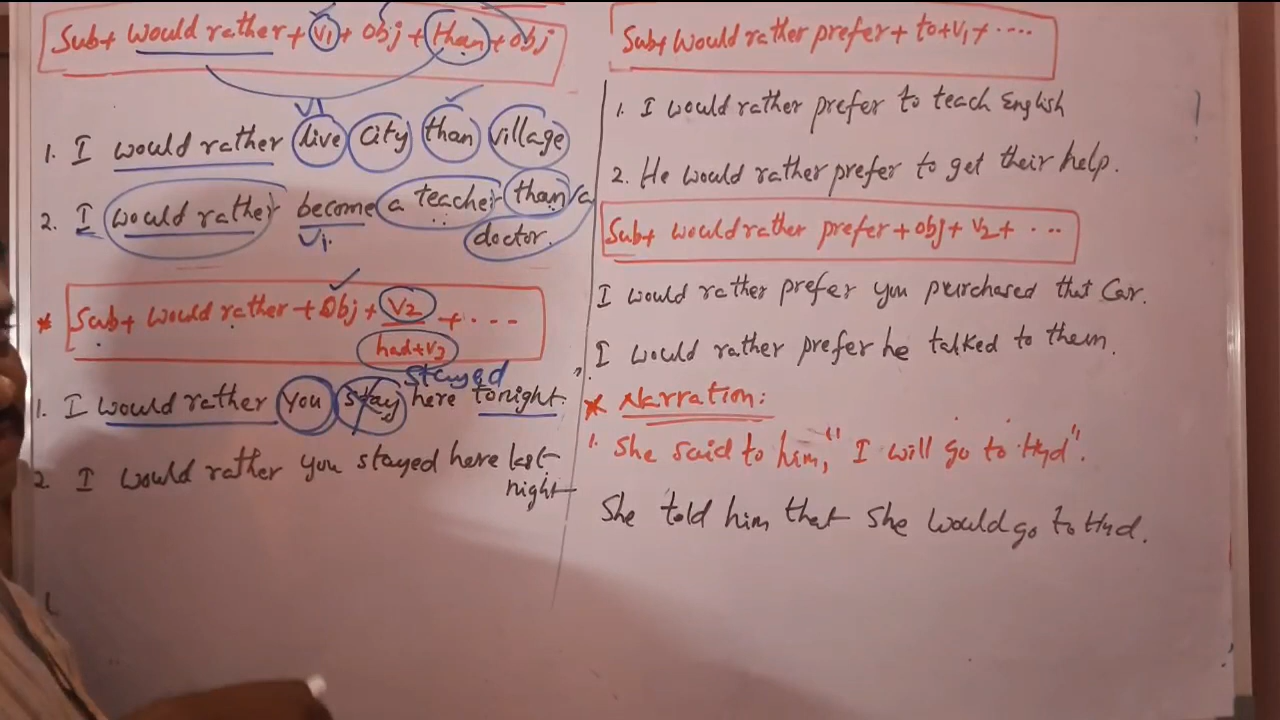 Sub+ would rather + V1 + Obj + than + Obj
V1
1. I would rather live City than village
2. I would rather become a teacher than a
V1.
doctor.
* Sub+ would rather + Obj + V2 + ....
had+V3
stayed
1. I would rather you stay here tonight.
2. I would rather you stayed here last
night
Sub+ Would rather prefer + to+V1+ ....
1. I would rather prefer to teach English
2. He would rather prefer to get their help.
Sub+ would rather prefer + obj + V2 + ....
I would rather prefer you purchased that Car.
I would rather prefer he talked to them.
* Narration:
She said to him, "I will go to Hyd".
She told him that She would go to Hyd.